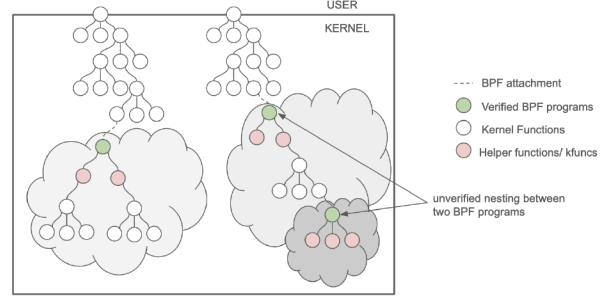 USER
KERNEL
BPF attachment
Verified BPF programs
Kernel Functions
Helper functions/ kfuncs
unverified nesting between
two BPF programs